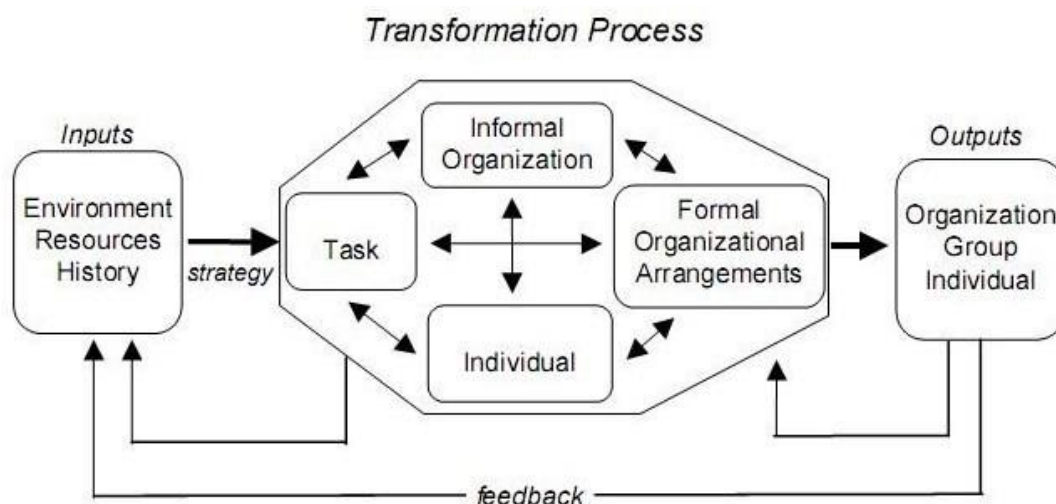 Transformation Process
Inputs
Environment
Resources
History
strategy
Informal
Organization
Task
Formal
Organizational
Arrangements
Individual
Outputs
Organization
Group
Individual
feedback